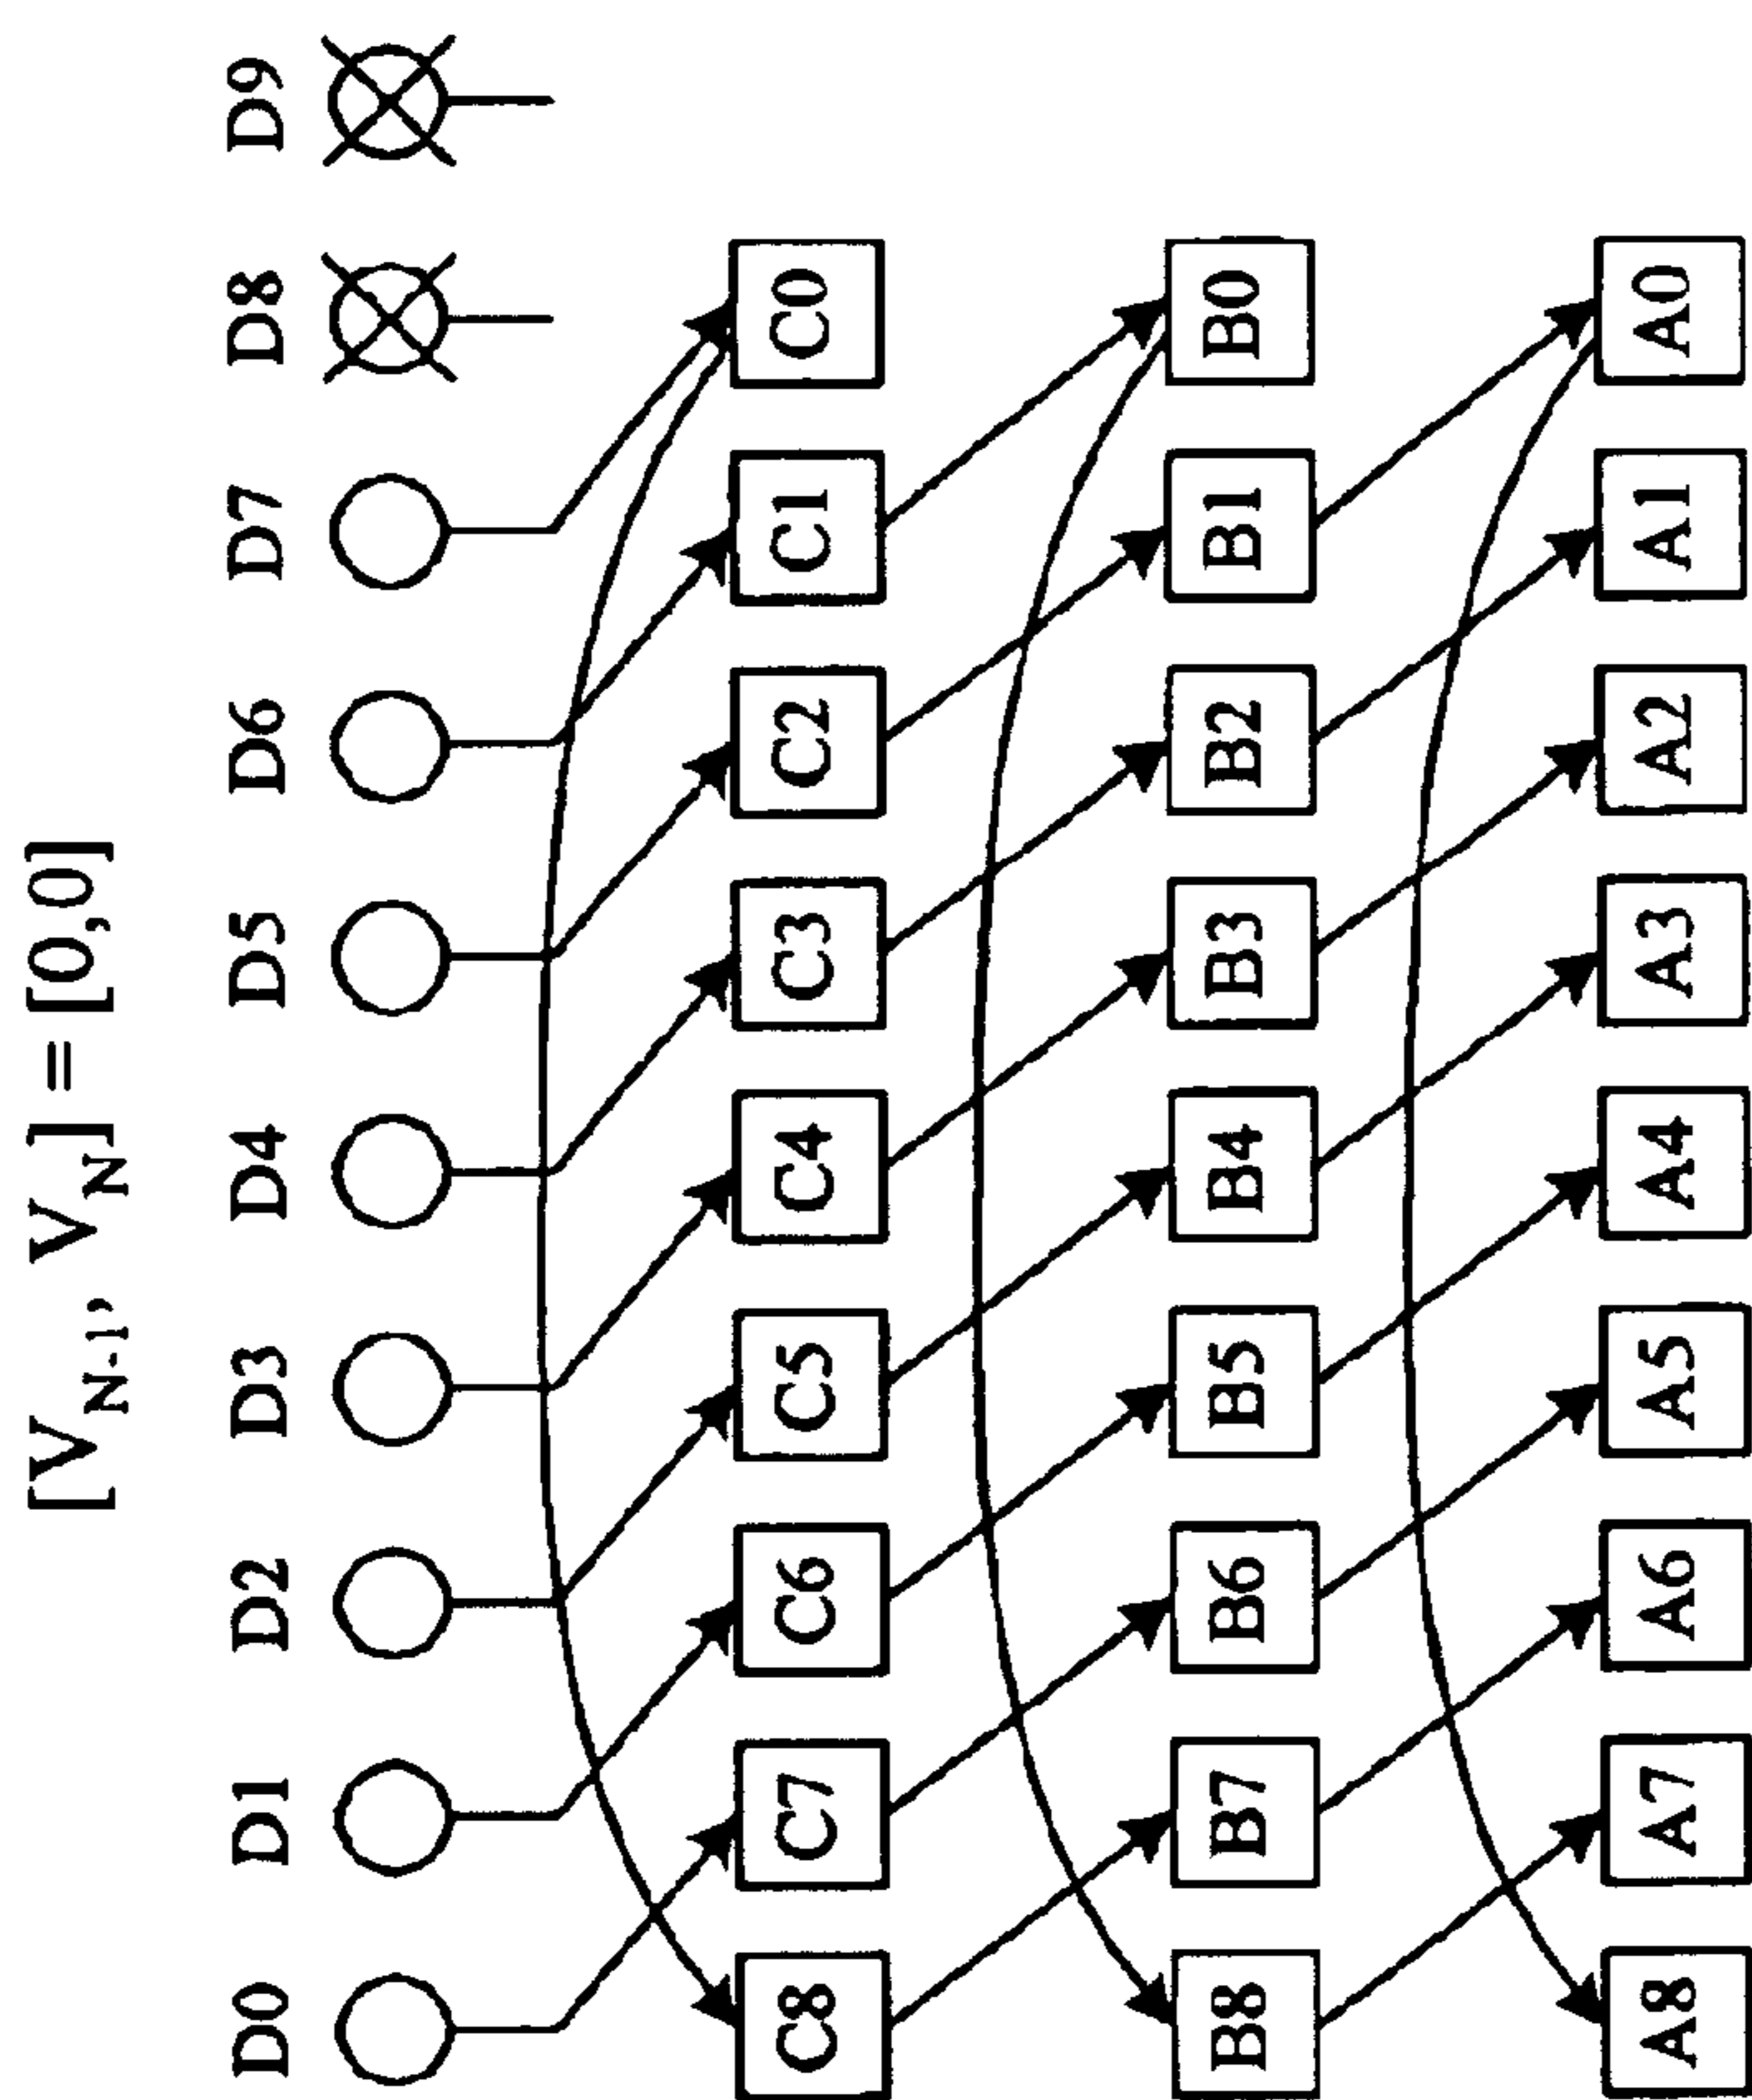 [V_{N-1}, V_N] = [0,0]
D0 D1 D2 D3 D4 D5 D6 D7 D8 D9
C8 C7 C6 C5 C4 C3 C2 C1 C0
B8 B7 B6 B5 B4 B3 B2 B1 B0
A8 A7 A6 A5 A4 A3 A2 A1 A0